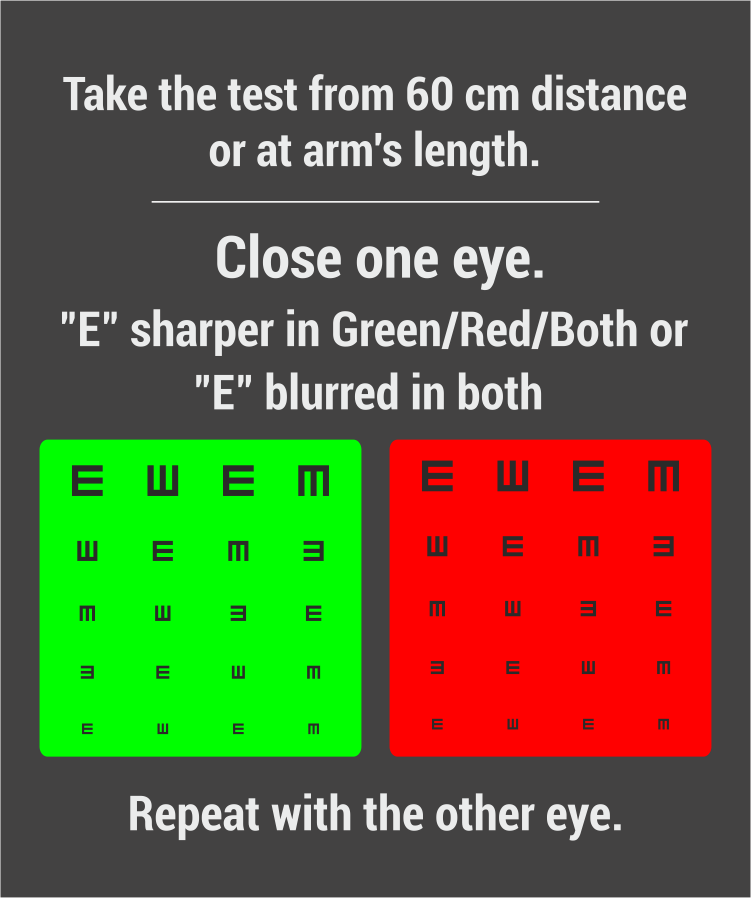 Take the test from 60 cm distance
or at arm's length.
Close one eye.
"E" sharper in Green/Red/Both or
"E" blurred in both
E E E E E E E E
E E E E E E E E
E E E E E E E E
E E E E E E E E
E E E E E E E E
Repeat with the other eye.